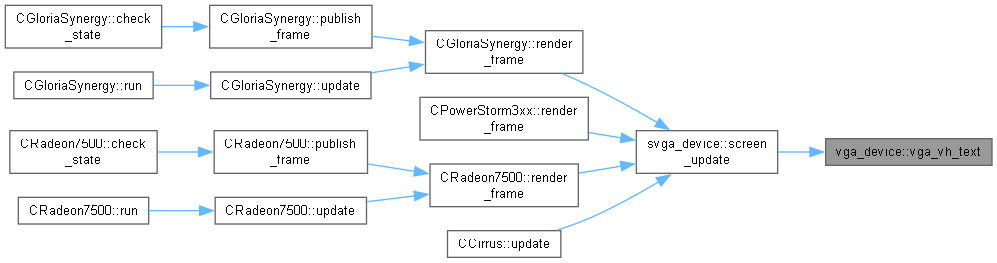 CGloriaSynergy::check
_state
CGloriaSynergy::publish
_frame
CGloriaSynergy::render
_frame
CGloriaSynergy::run
CGloriaSynergy::update
CPowerStorm3xx::render
_frame
CRadeon7500::check
_state
CRadeon7500::publish
_frame
svga_device::screen
_update
vga_device::vga_vh_text
CRadeon7500::render
_frame
CRadeon7500::run
CRadeon7500::update
CCirrus::update